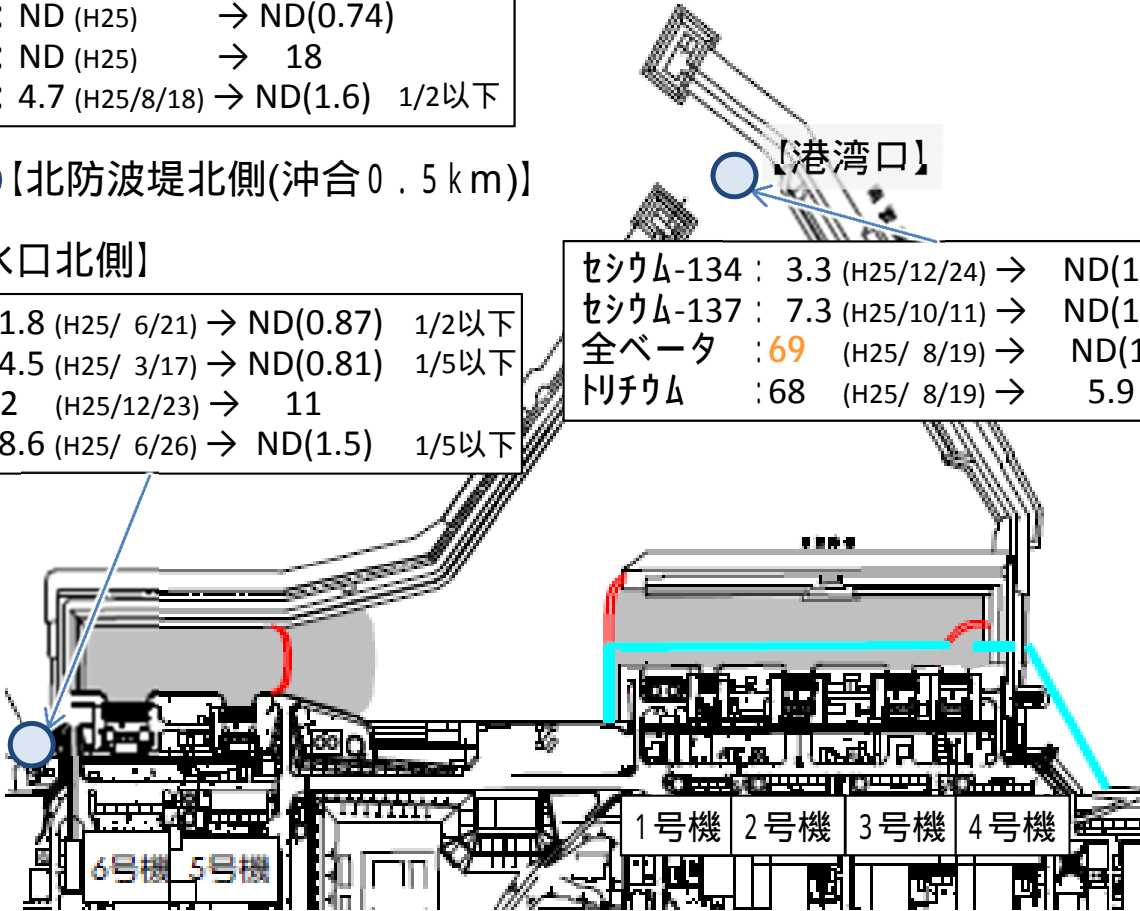 : ND (H25) → ND(0.74)
: ND (H25) → 18
: 4.7 (H25/8/18) → ND(1.6) 1/2以下
【港湾口】
【北防波堤北側(沖合0.5km)】
水口北側】
セシウム-134 : 3.3 (H25/12/24) → ND(1
セシウム-137 : 7.3 (H25/10/11) → ND(1
全ベータ :69 (H25/ 8/19) → ND(1
トリチウム :68 (H25/ 8/19) → 5.9
1.8 (H25/ 6/21) → ND(0.87) 1/2以下
4.5 (H25/ 3/17) → ND(0.81) 1/5以下
2 (H25/12/23) → 11
8.6 (H25/ 6/26) → ND(1.5) 1/5以下
1号機 2号機 3号機 4号機
6号機 5号機